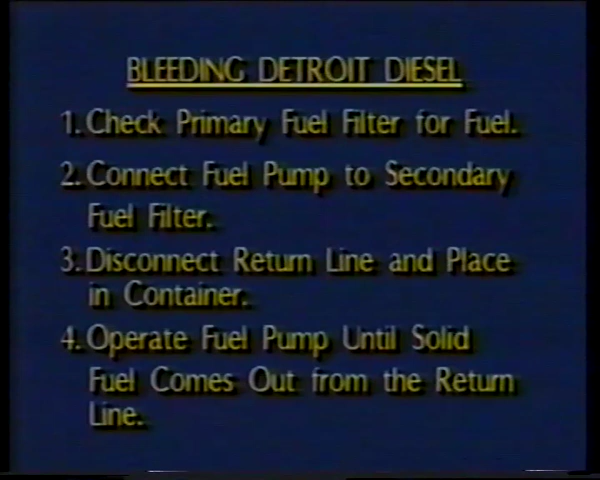 BLEEDING DETROIT DIESEL
1. Check Primary Fuel Filter for Fuel.
2. Connect Fuel Pump to Secondary
Fuel Filter.
3. Disconnect Return Line and Place
in Container.
4. Operate Fuel Pump Until Solid
Fuel Comes Out from the Return
Line.